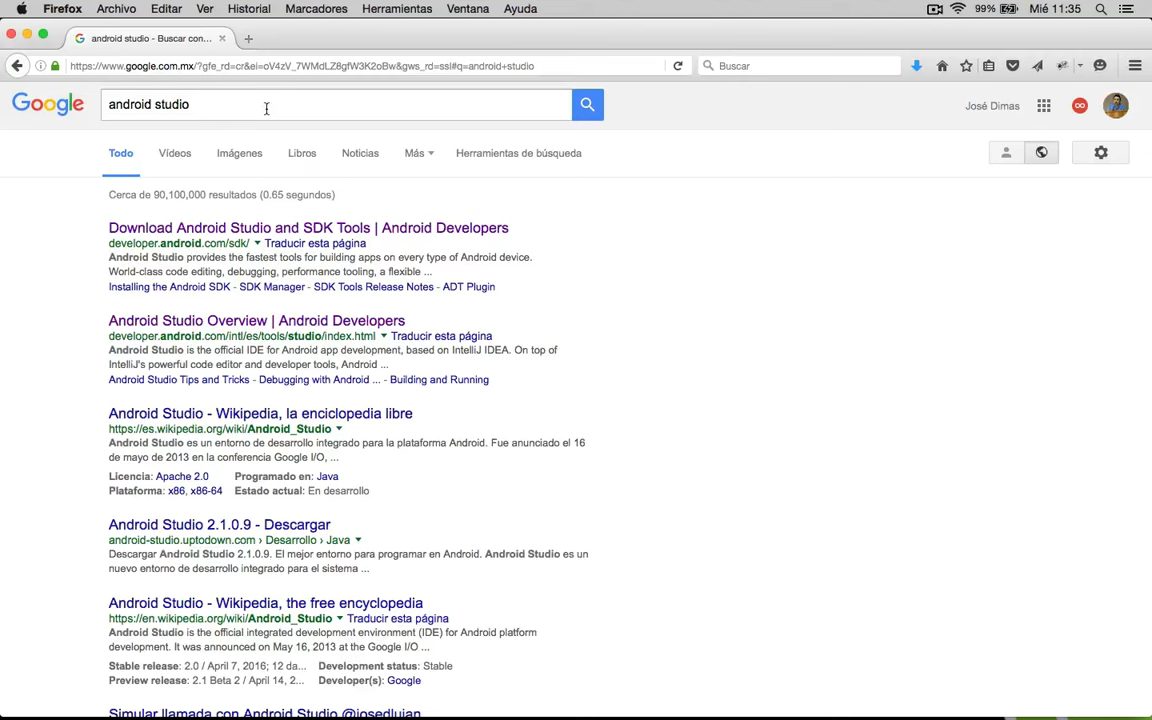 Firefox Archivo Editar Ver Historial Marcadores Herramientas Ventana Ayuda 99% Mié 11:35
android studio - Buscar con...
https://www.google.com.mx/?gfe_rd=cr&ei=oV4zV_7WMdLZ8gfW3K2oBw&gws_rd=ssl#q=android+studio Buscar
Google android studio José Dimas
Todo Vídeos Imágenes Libros Noticias Más Herramientas de búsqueda
Cerca de 90,100,000 resultados (0.65 segundos)
Download Android Studio and SDK Tools | Android Developers
developer.android.com/sdk/ Traducir esta página
Android Studio provides the fastest tools for building apps on every type of Android device.
World-class code editing, debugging, performance tooling, a flexible ...
Installing the Android SDK - SDK Manager - SDK Tools Release Notes - ADT Plugin
Android Studio Overview | Android Developers
developer.android.com/intl/es/tools/studio/index.html Traducir esta página
Android Studio is the official IDE for Android app development, based on IntelliJ IDEA. On top of
IntelliJ's powerful code editor and developer tools, Android ...
Android Studio Tips and Tricks - Debugging with Android ... - Building and Running
Android Studio - Wikipedia, la enciclopedia libre
https://es.wikipedia.org/wiki/Android_Studio
Android Studio es un entorno de desarrollo integrado para la plataforma Android. Fue anunciado el 16
de mayo de 2013 en la conferencia Google I/O, ...
Licencia: Apache 2.0 Programado en: Java
Plataforma: x86, x86-64 Estado actual: En desarrollo
Android Studio 2.1.0.9 - Descargar
android-studio.uptodown.com › Desarrollo › Java
Descargar Android Studio 2.1.0.9. El mejor entorno para programar en Android. Android Studio es un
nuevo entorno de desarrollo integrado para el sistema ...
Android Studio - Wikipedia, the free encyclopedia
https://en.wikipedia.org/wiki/Android_Studio Traducir esta página
Android Studio is the official integrated development environment (IDE) for Android platform
development. It was announced on May 16, 2013 at the Google I/O ...
Stable release: 2.0 / April 7, 2016; 12 da... Development status: Stable
Preview release: 2.1 Beta 2 / April 14, 2... Developer(s): Google
Simular llamada con Android Studio @josedlujan